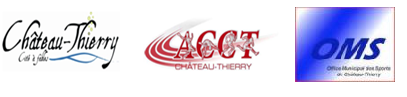 Château-Thierry
Cité à fables
ACCT
CHÂTEAU-THIERRY
OMS
Office Municipal des Sports
de Château-Thierry